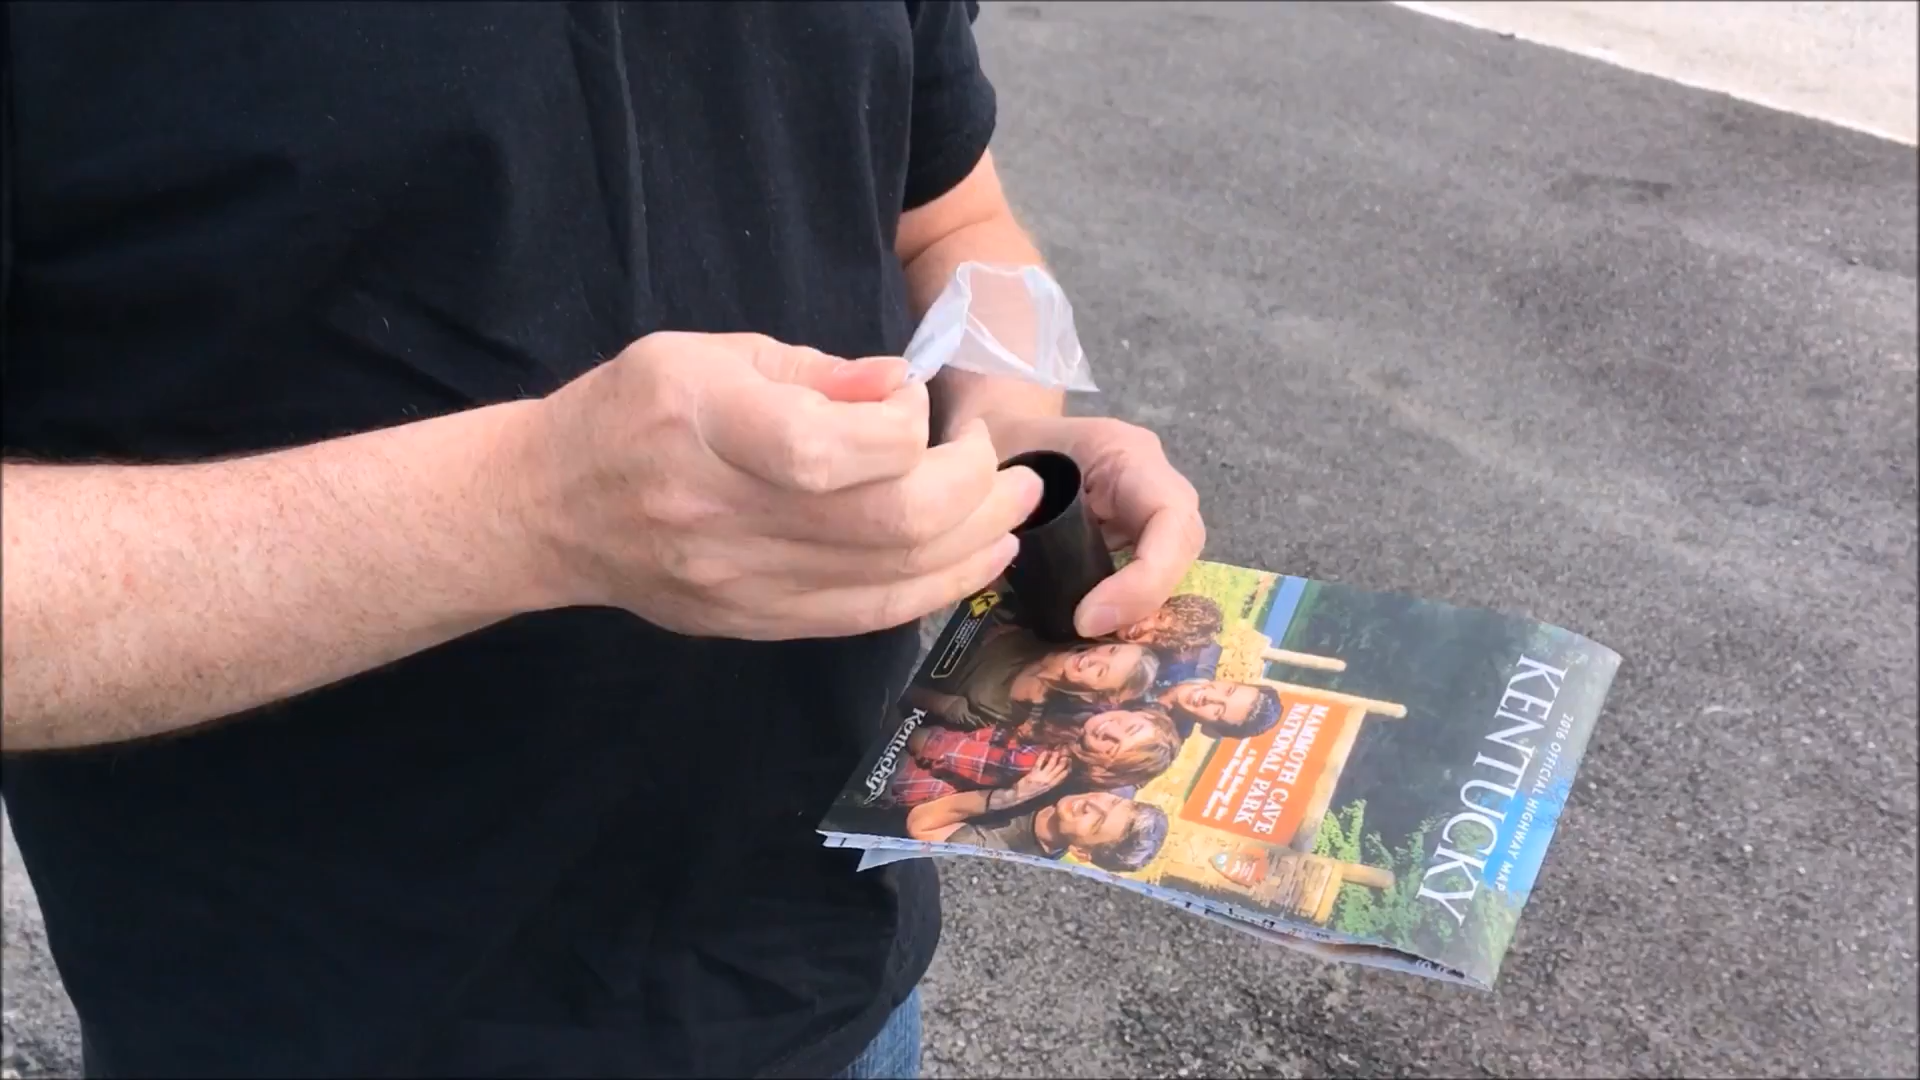 2016 OFFICIAL HIGHWAY MAP
KENTUCKY
MAMMOTH CAVE
NATIONAL PARK
Kentucky